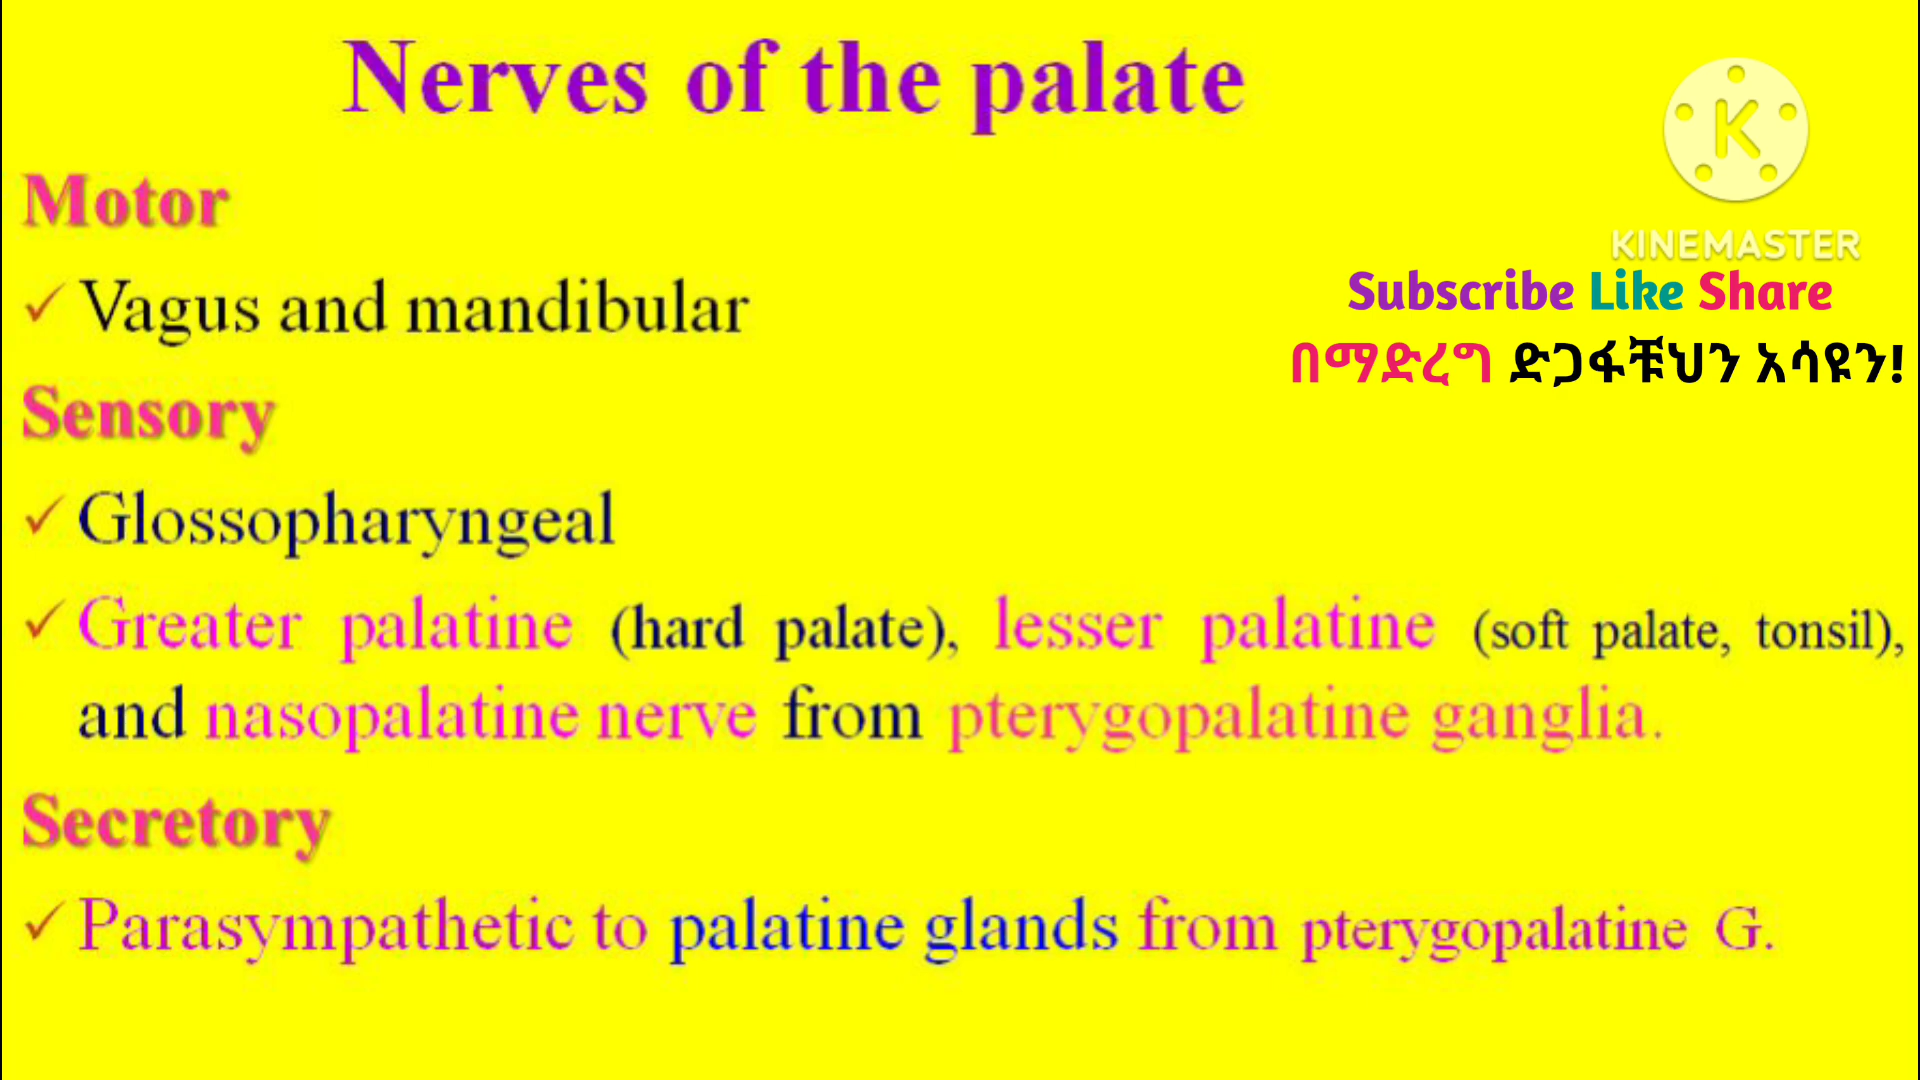 Nerves of the palate
KINEMASTER
Subscribe Like Share
በማድረግ ድጋፋቹህን አሳዩን!
Motor
✓ Vagus and mandibular
Sensory
✓ Glossopharyngeal
✓ Greater palatine (hard palate), lesser palatine (soft palate, tonsil),
and nasopalatine nerve from pterygopalatine ganglia.
Secretory
✓ Parasympathetic to palatine glands from pterygopalatine G.